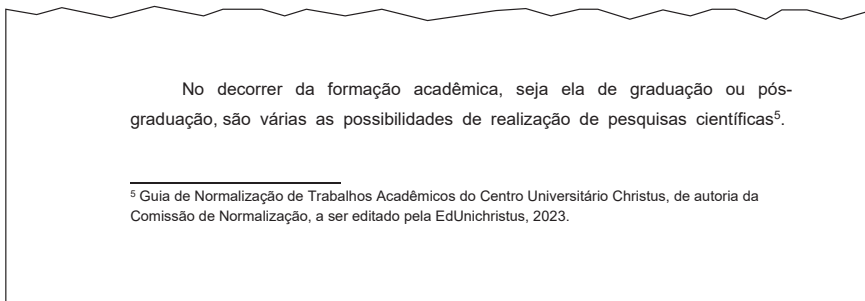 No decorrer da formação acadêmica, seja ela de graduação ou pós-
graduação, são várias as possibilidades de realização de pesquisas científicas⁵.
⁵ Guia de Normalização de Trabalhos Acadêmicos do Centro Universitário Christus, de autoria da
Comissão de Normalização, a ser editado pela EdUnichristus, 2023.